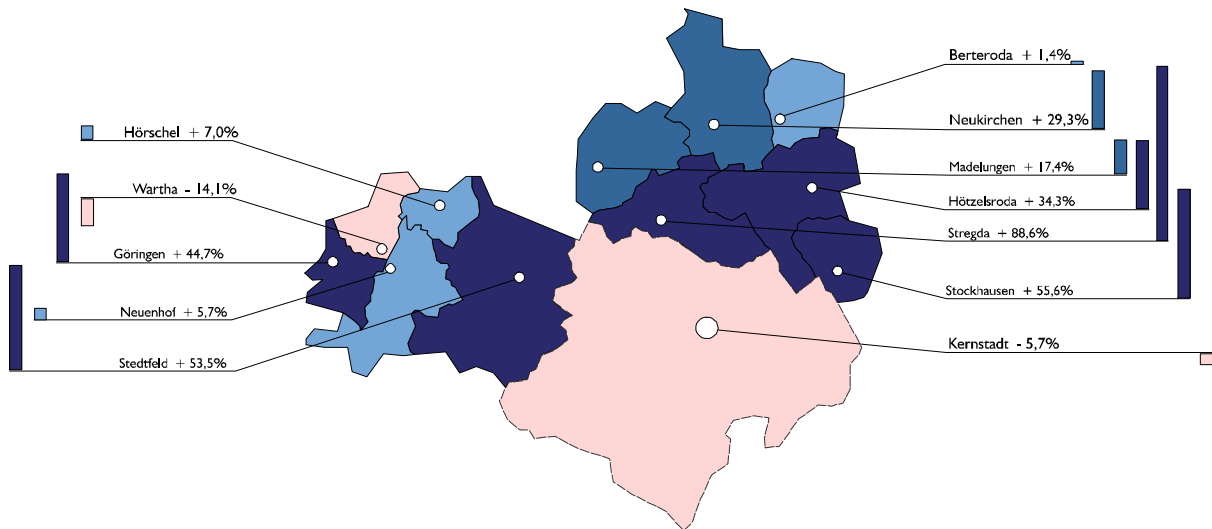 Hörschel + 7,0%
Wartha - 14,1%
Göringen + 44,7%
Neuenhof + 5,7%
Stedtfeld + 53,5%
Berteroda + 1,4%
Neukirchen + 29,3%
Madelungen + 17,4%
Hötzelsroda + 34,3%
Stregda + 88,6%
Stockhausen + 55,6%
Kernstadt - 5,7%